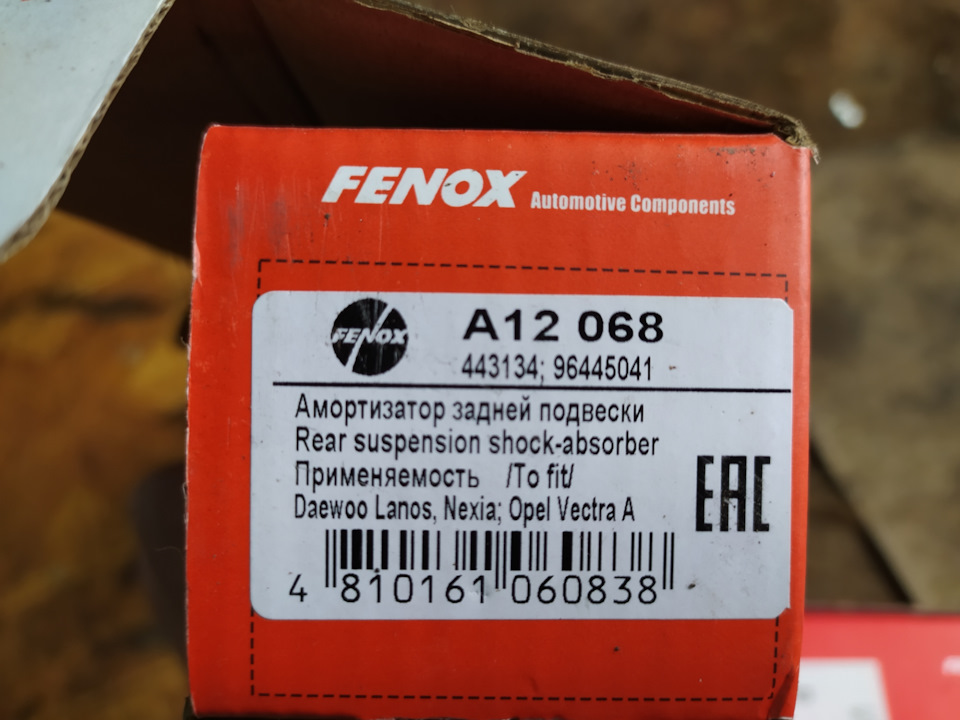 FENOX Automotive Components
FENOX
A12 068
443134; 96445041
Амортизатор задней подвески
Rear suspension shock-absorber
Применяемость /To fit/
Daewoo Lanos, Nexia; Opel Vectra A
EAC
4 810161 060838